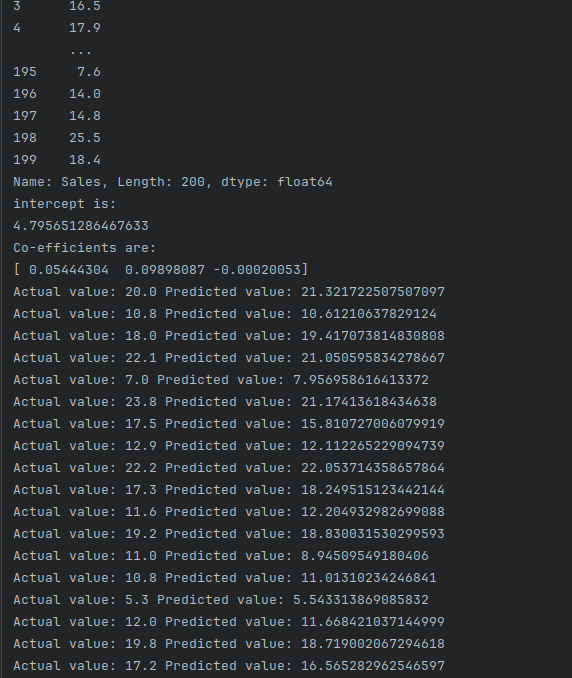 3      16.5
4      17.9
       ...
195     7.6
196    14.0
197    14.8
198    25.5
199    18.4
Name: Sales, Length: 200, dtype: float64
intercept is:
4.795651286467633
Co-efficients are:
[ 0.05444304  0.09898087 -0.00020053]
Actual value: 20.0 Predicted value: 21.321722507507097
Actual value: 10.8 Predicted value: 10.61210637829124
Actual value: 18.0 Predicted value: 19.417073814830808
Actual value: 22.1 Predicted value: 21.050595834278667
Actual value: 7.0 Predicted value: 7.956958616413372
Actual value: 23.8 Predicted value: 21.17413618434638
Actual value: 17.5 Predicted value: 15.810727006079919
Actual value: 12.9 Predicted value: 12.112265229094739
Actual value: 22.2 Predicted value: 22.053714358657864
Actual value: 17.3 Predicted value: 18.249515123442144
Actual value: 11.6 Predicted value: 12.204932982699088
Actual value: 19.2 Predicted value: 18.830031530299593
Actual value: 11.0 Predicted value: 8.94509549180406
Actual value: 10.8 Predicted value: 11.01310234246841
Actual value: 5.3 Predicted value: 5.543313869085832
Actual value: 12.0 Predicted value: 11.668421037144999
Actual value: 19.8 Predicted value: 18.719002067294618
Actual value: 17.2 Predicted value: 16.565282962546597